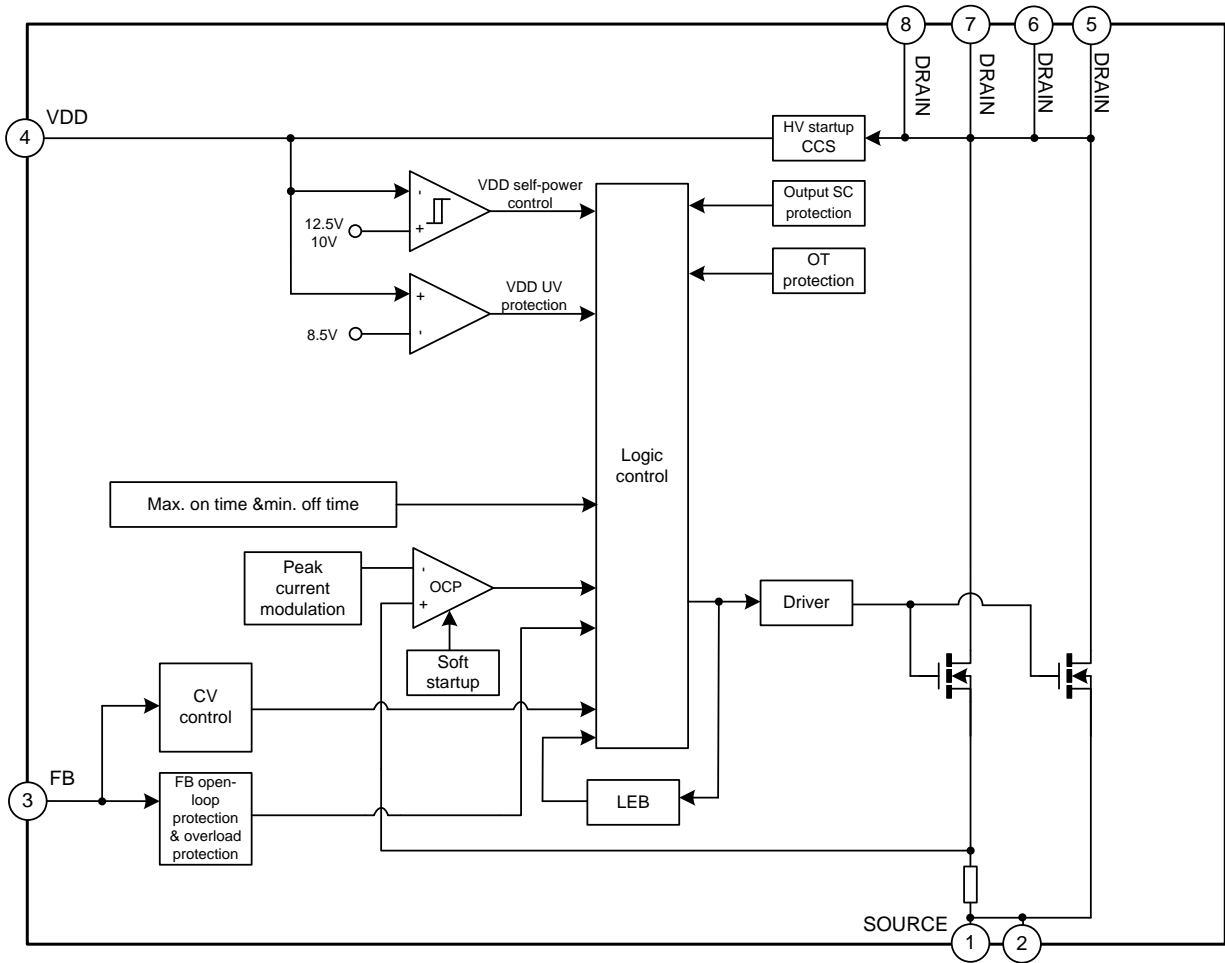 8
7
6
5
DRAIN
DRAIN
DRAIN
DRAIN
VDD
4
HV startup
CCS
VDD self-power
control
-
+
12.5V
10V
Output SC
protection
OT
protection
VDD UV
protection
+
-
8.5V
Logic
control
Max. on time &min. off time
Peak
current
modulation
-
OCP
+
Driver
Soft
startup
CV
control
FB
3
FB open-
loop
protection
& overload
protection
LEB
SOURCE
1
2